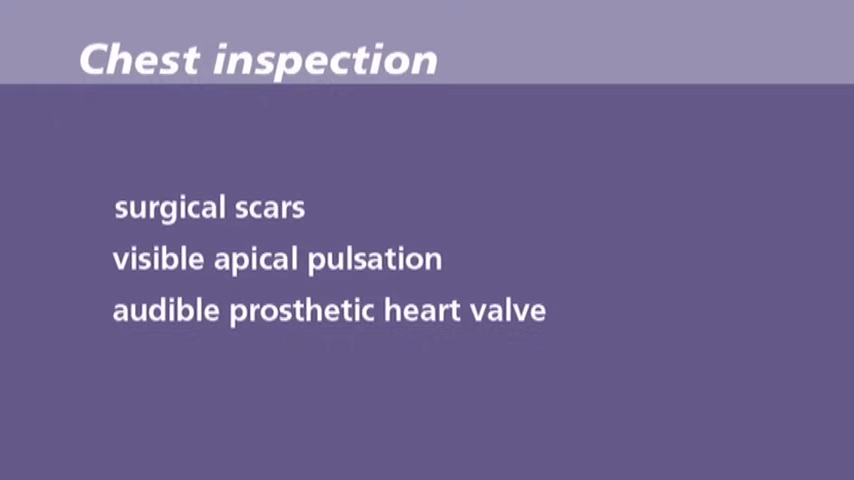 Chest inspection
surgical scars
visible apical pulsation
audible prosthetic heart valve